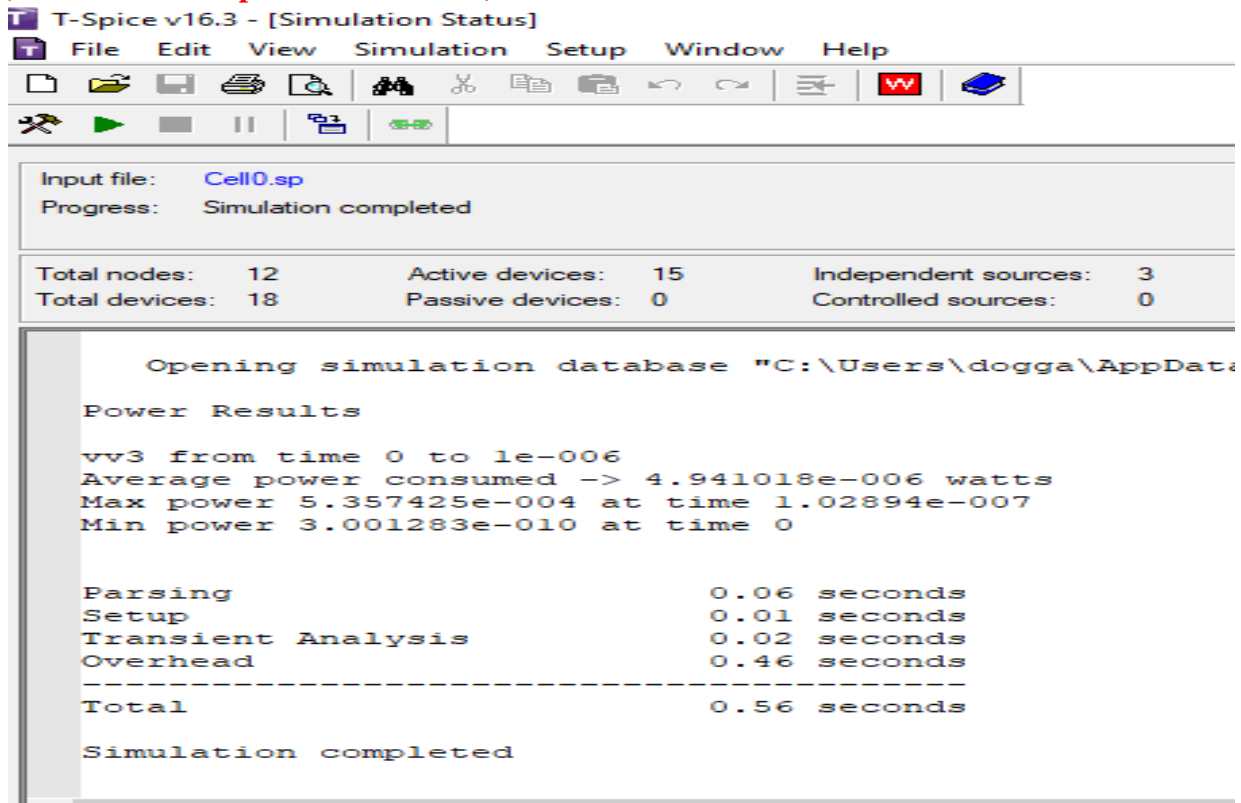 T-Spice v16.3 - [Simulation Status]
File Edit View Simulation Setup Window Help
Input file: Cell0.sp
Progress: Simulation completed
Total nodes: 12 Active devices: 15 Independent sources: 3
Total devices: 18 Passive devices: 0 Controlled sources: 0
Opening simulation database "C:\Users\dogga\AppData
Power Results
vv3 from time 0 to 1e-006
Average power consumed -> 4.941018e-006 watts
Max power 5.357425e-004 at time 1.02894e-007
Min power 3.001283e-010 at time 0
Parsing 0.06 seconds
Setup 0.01 seconds
Transient Analysis 0.02 seconds
Overhead 0.46 seconds
-----------------------------------------
Total 0.56 seconds
Simulation completed